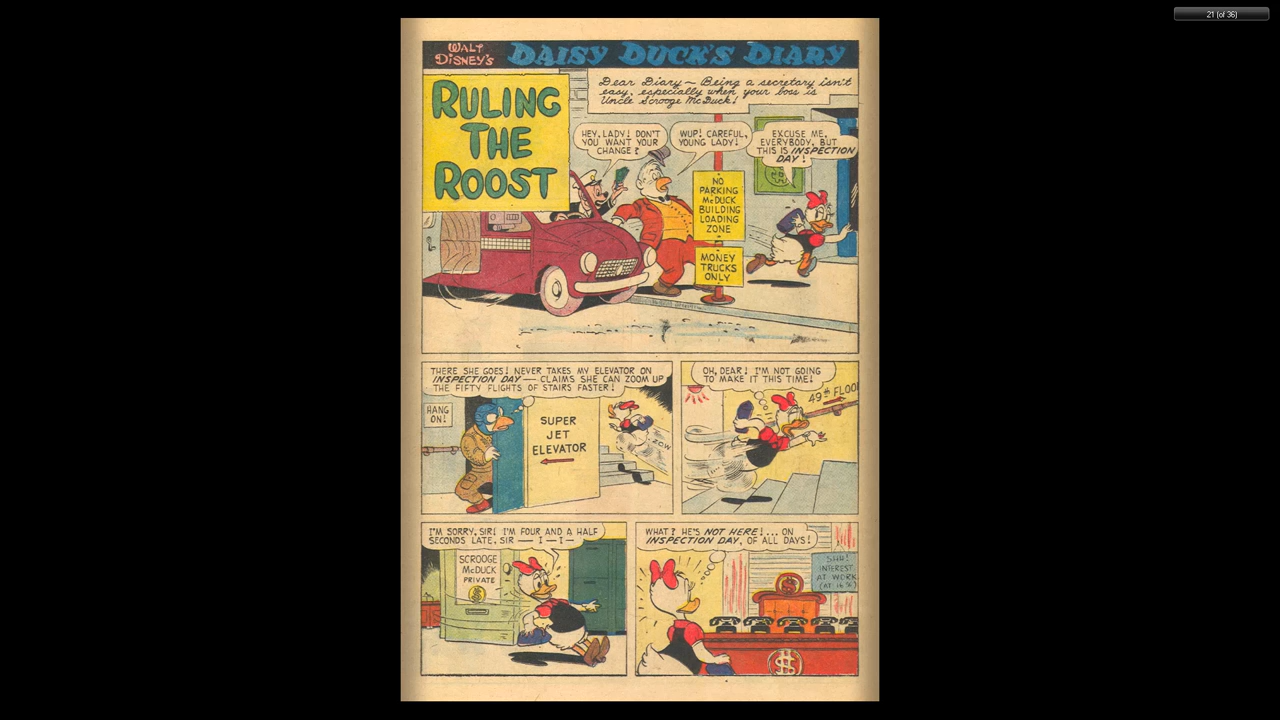 21 (of 36)
WALT
DISNEY'S
DAISY DUCK'S DIARY
RULING
THE
ROOST
Dear Diary — Being a secretary isn't
easy, especially when your boss is
Uncle Scrooge McDuck!
HEY, LADY! DON'T
YOU WANT YOUR
CHANGE?
WUP! CAREFUL,
YOUNG LADY!
EXCUSE ME,
EVERYBODY, BUT
THIS IS INSPECTION
DAY!
NO
PARKING
McDUCK
BUILDING
LOADING
ZONE
MONEY
TRUCKS
ONLY
THERE SHE GOES! NEVER TAKES MY ELEVATOR ON
INSPECTION DAY — CLAIMS SHE CAN ZOOM UP
THE FIFTY FLIGHTS OF STAIRS FASTER!
HANG
ON!
SUPER
JET
ELEVATOR
ZOW
OH, DEAR! I'M NOT GOING
TO MAKE IT THIS TIME!
49TH FLOOR
I'M SORRY, SIR! I'M FOUR AND A HALF
SECONDS LATE, SIR — I — I —
SCROOGE
McDUCK
PRIVATE
$
WHAT? HE'S NOT HERE!... ON
INSPECTION DAY, OF ALL DAYS!
SHH!
INTEREST
AT WORK
(AT 16%)
$
$